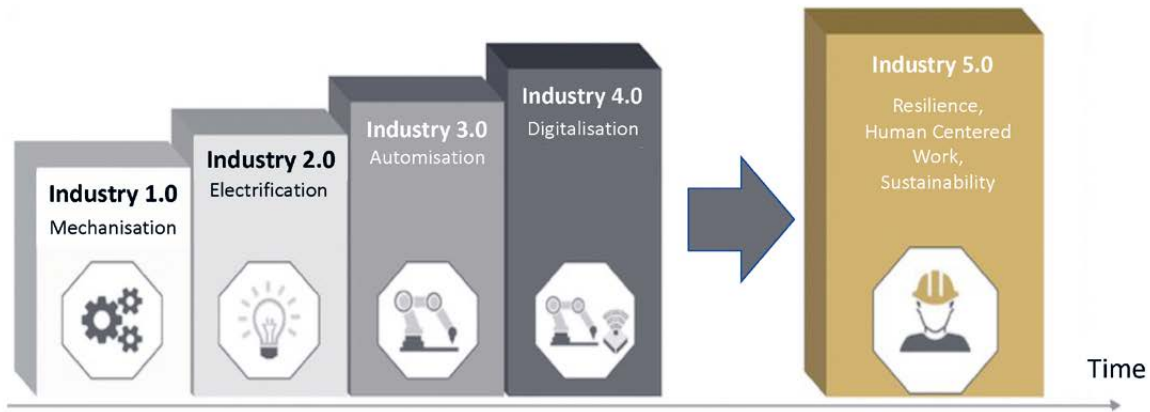 Industry 1.0
Mechanisation
Industry 2.0
Electrification
Industry 3.0
Automisation
Industry 4.0
Digitalisation
Industry 5.0
Resilience,
Human Centered
Work,
Sustainability
Time